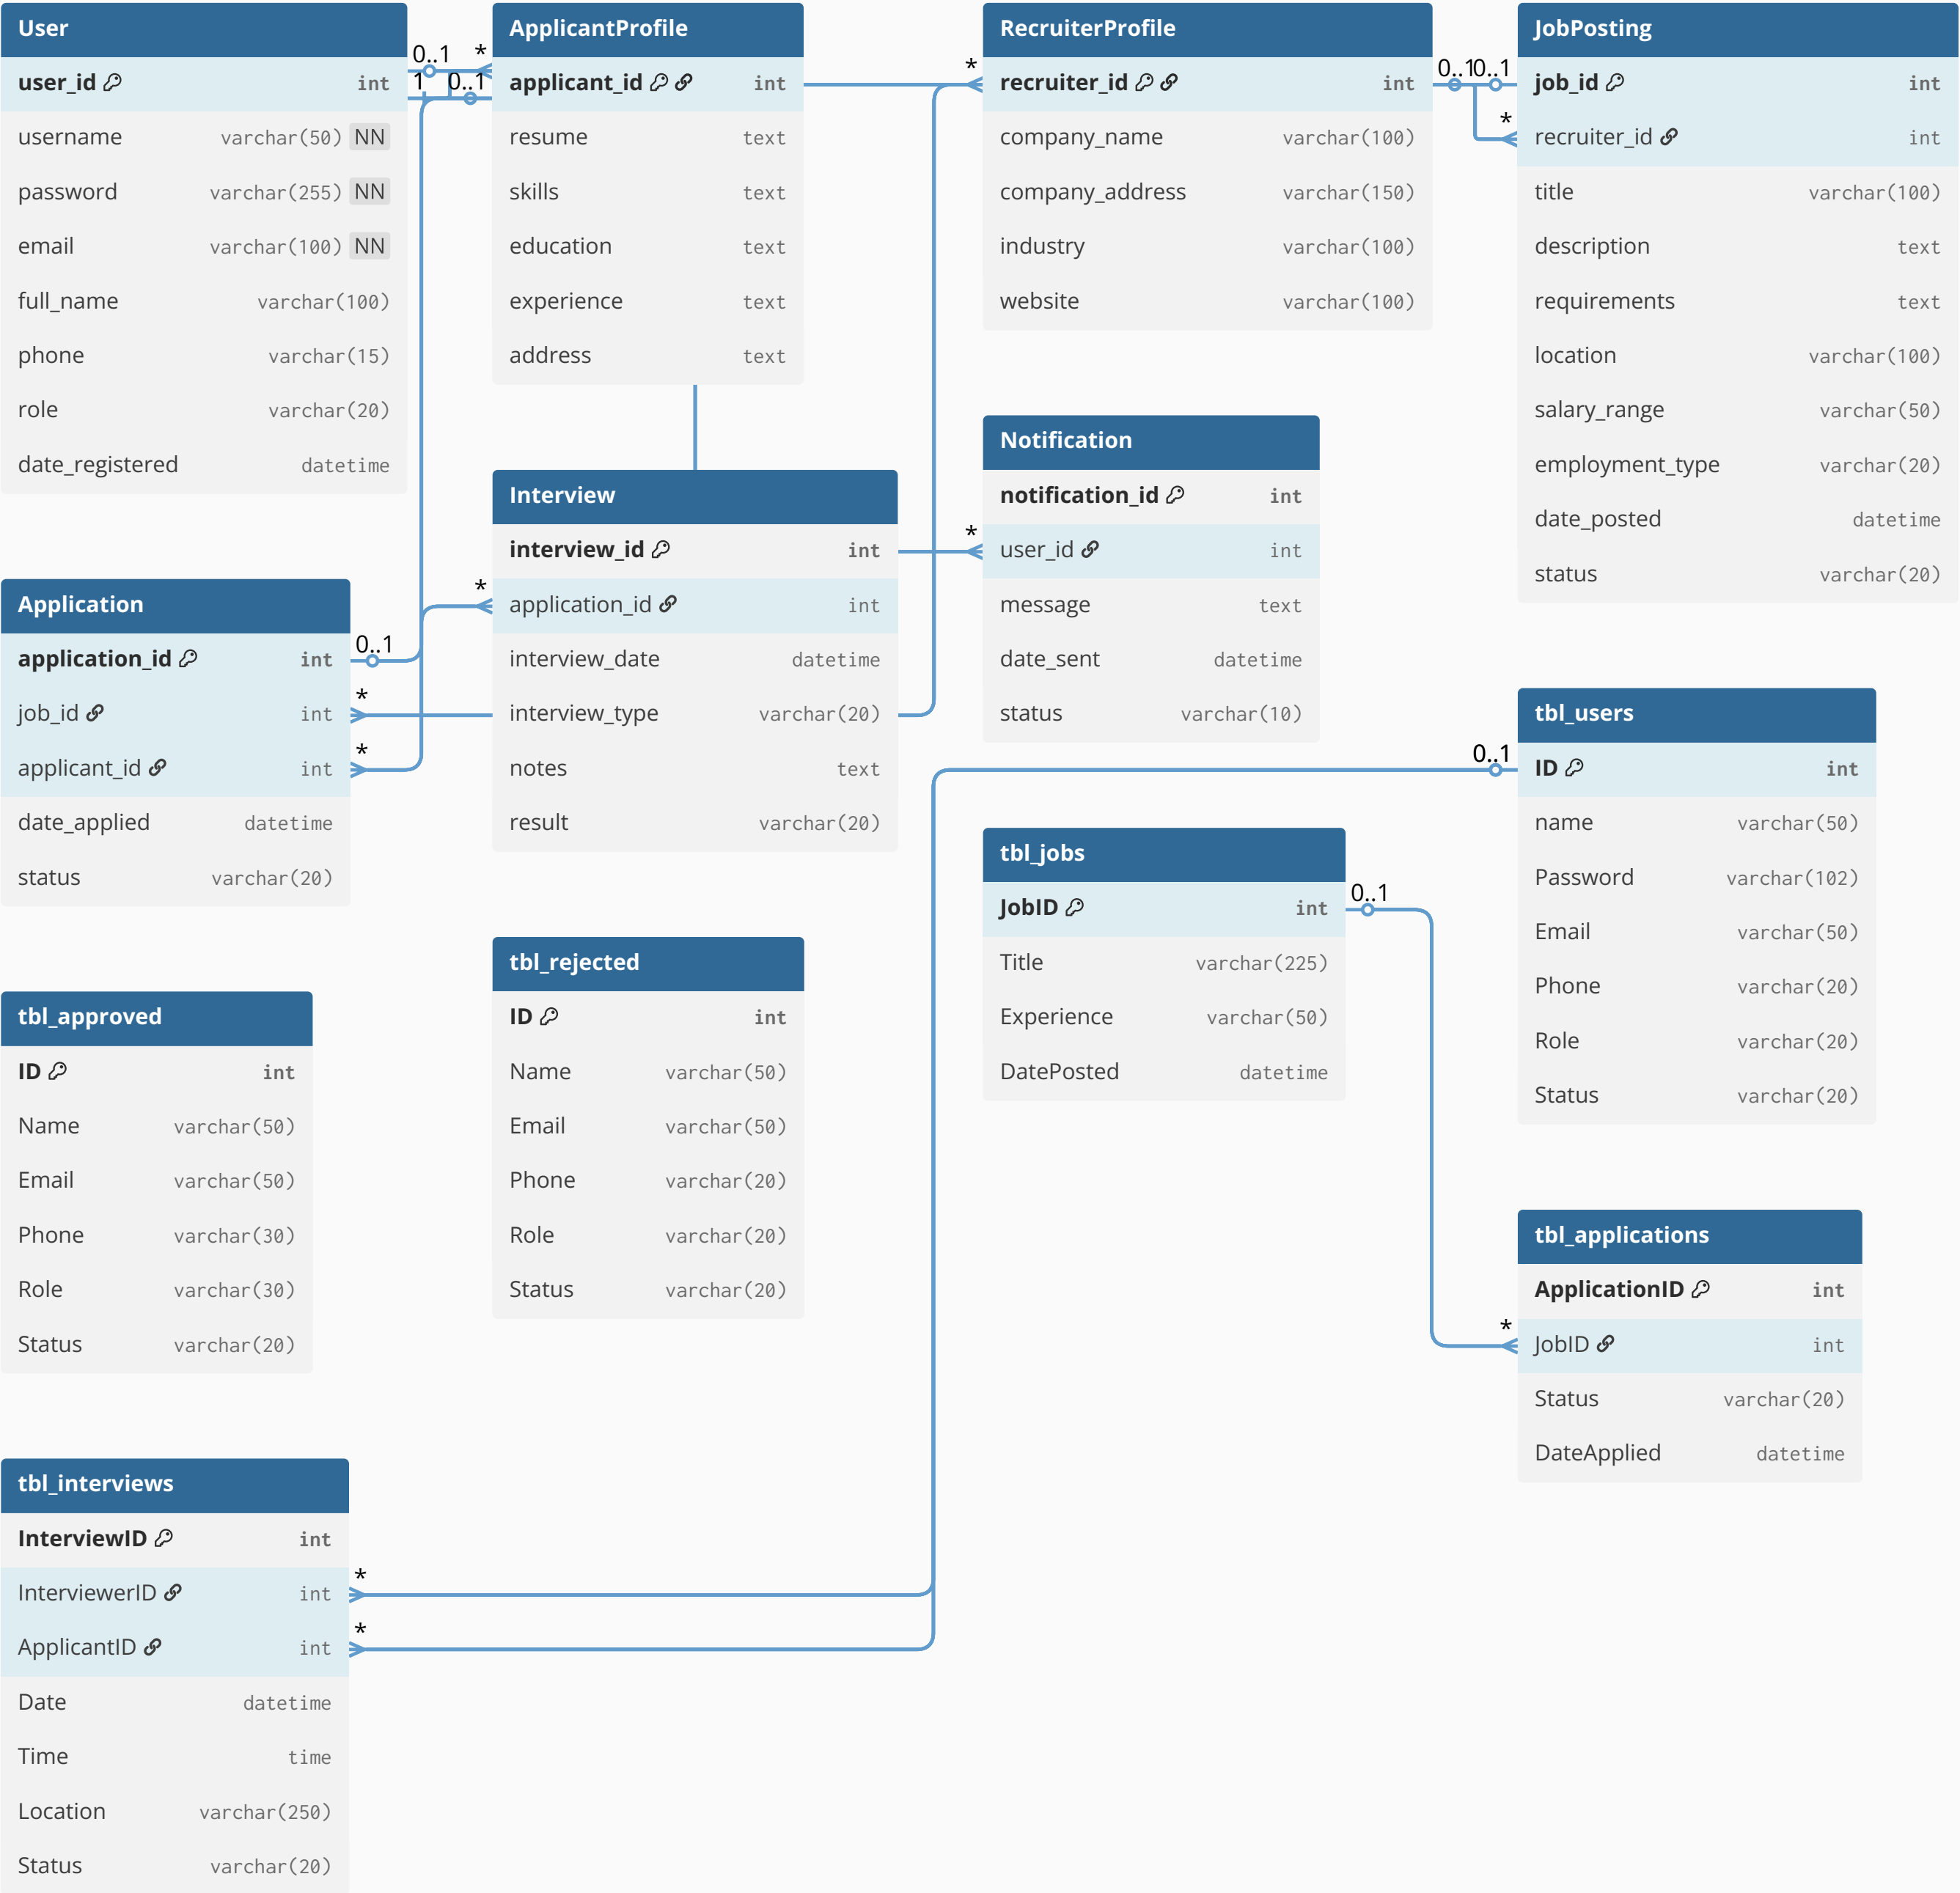 User
user_id int
username varchar(50) NN
password varchar(255) NN
email varchar(100) NN
full_name varchar(100)
phone varchar(15)
role varchar(20)
date_registered datetime
0..1 *
1 0..1
ApplicantProfile
applicant_id int
resume text
skills text
education text
experience text
address text
*
RecruiterProfile
recruiter_id int
company_name varchar(100)
company_address varchar(150)
industry varchar(100)
website varchar(100)
0..1 0..1
*
JobPosting
job_id int
recruiter_id int
title varchar(100)
description text
requirements text
location varchar(100)
salary_range varchar(50)
employment_type varchar(20)
date_posted datetime
status varchar(20)
Application
application_id int
job_id int
applicant_id int
date_applied datetime
status varchar(20)
0..1
*
*
*
Interview
interview_id int
application_id int
interview_date datetime
interview_type varchar(20)
notes text
result varchar(20)
*
Notification
notification_id int
user_id int
message text
date_sent datetime
status varchar(10)
0..1
tbl_users
ID int
name varchar(50)
Password varchar(102)
Email varchar(50)
Phone varchar(20)
Role varchar(20)
Status varchar(20)
tbl_jobs
JobID int
Title varchar(225)
Experience varchar(50)
DatePosted datetime
0..1
tbl_approved
ID int
Name varchar(50)
Email varchar(50)
Phone varchar(30)
Role varchar(30)
Status varchar(20)
tbl_rejected
ID int
Name varchar(50)
Email varchar(50)
Phone varchar(20)
Role varchar(20)
Status varchar(20)
*
tbl_applications
ApplicationID int
JobID int
Status varchar(20)
DateApplied datetime
tbl_interviews
InterviewID int
InterviewerID int
ApplicantID int
Date datetime
Time time
Location varchar(250)
Status varchar(20)
*
*